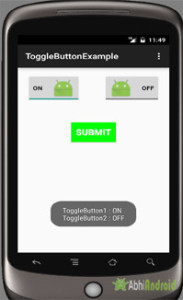 11:49
ToggleButtonExample
ON
OFF
SUBMIT
ToggleButton1 : ON
ToggleButton2 : OFF
AbhiAndroid